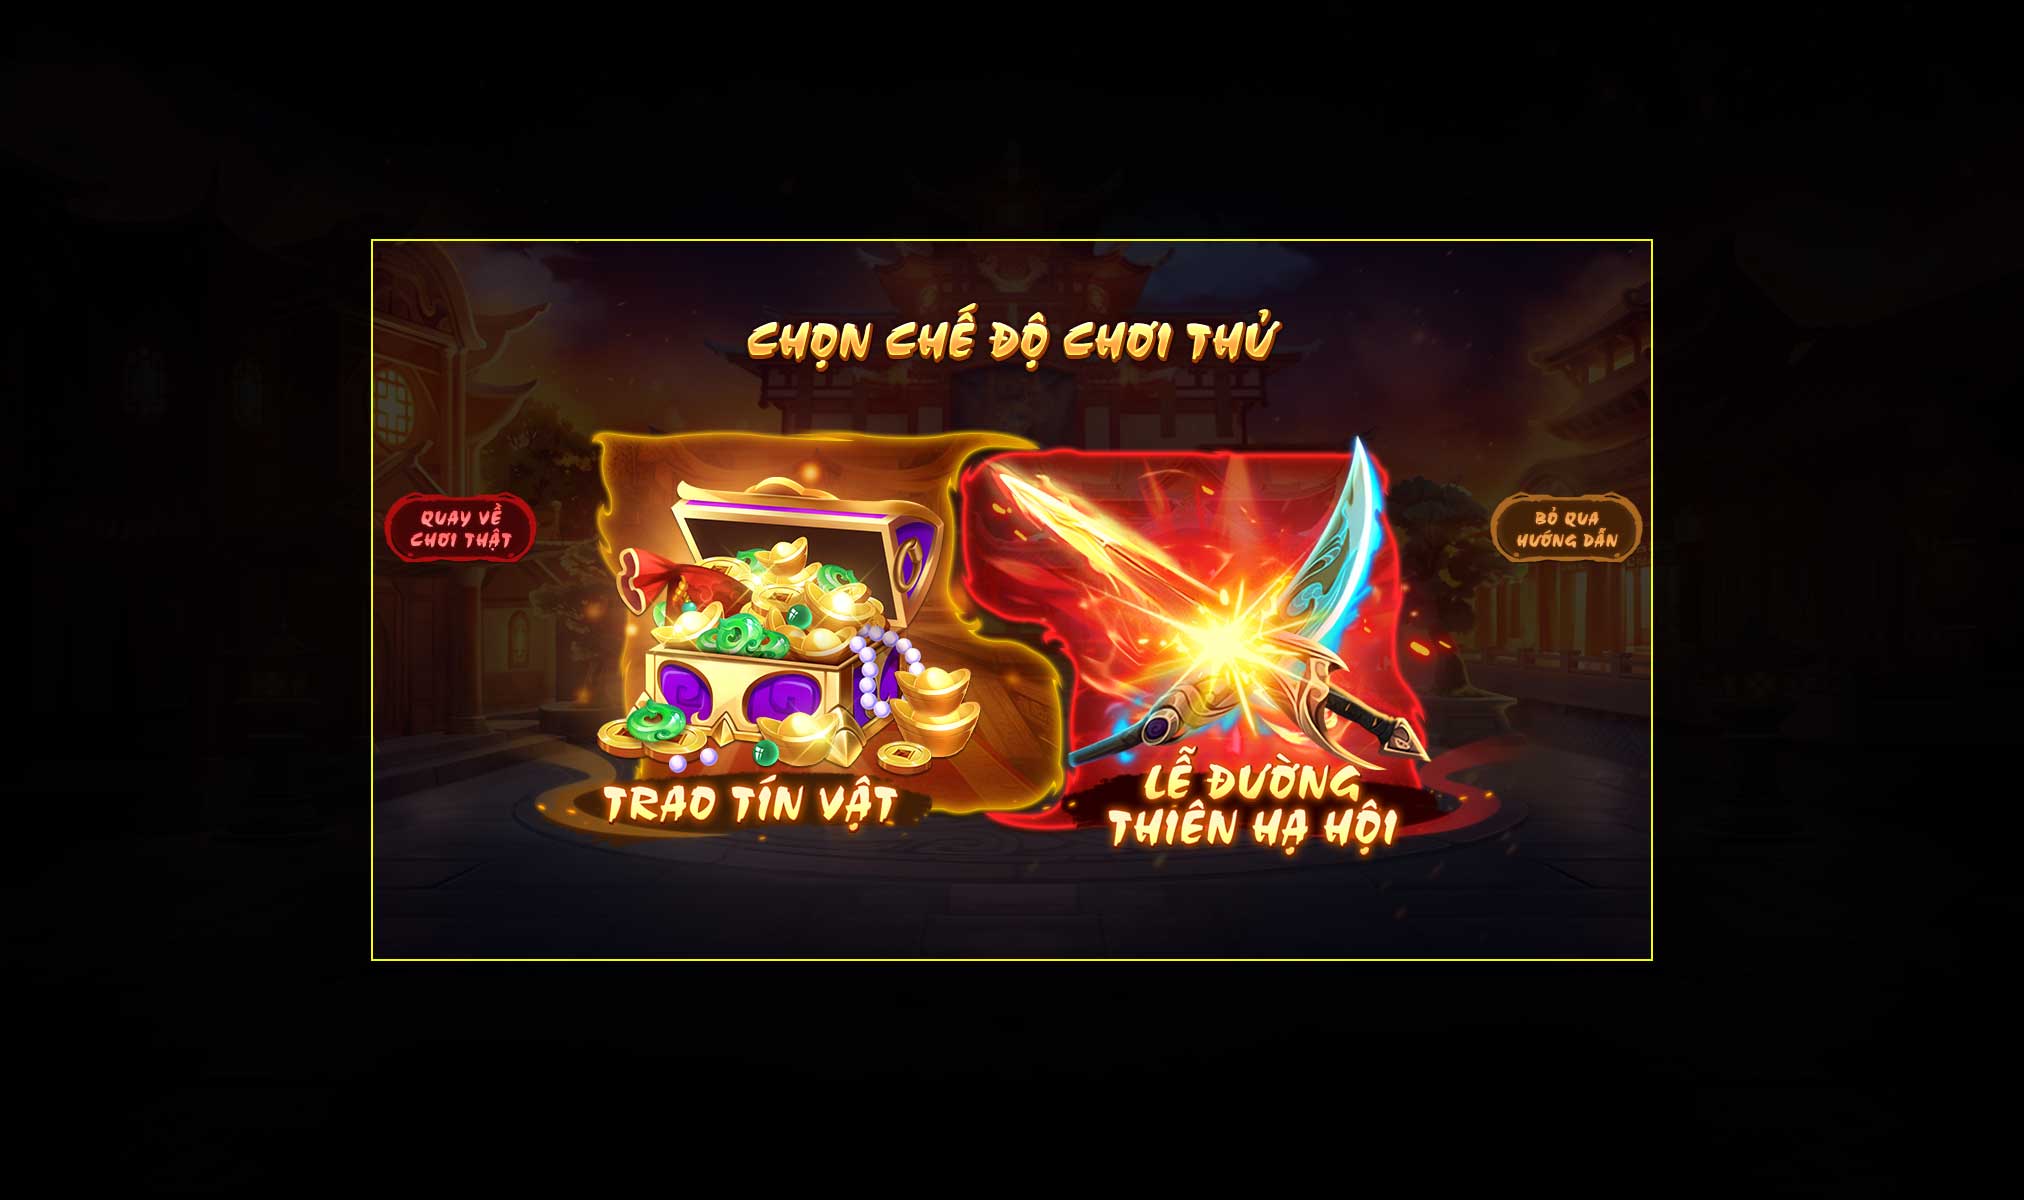 CHỌN CHẾ ĐỘ CHƠI THỬ
QUAY VỀ
CHƠI THẬT
BỎ QUA
HƯỚNG DẪN
TRAO TÍN VẬT
LỄ ĐƯỜNG
THIÊN HẠ HỘI